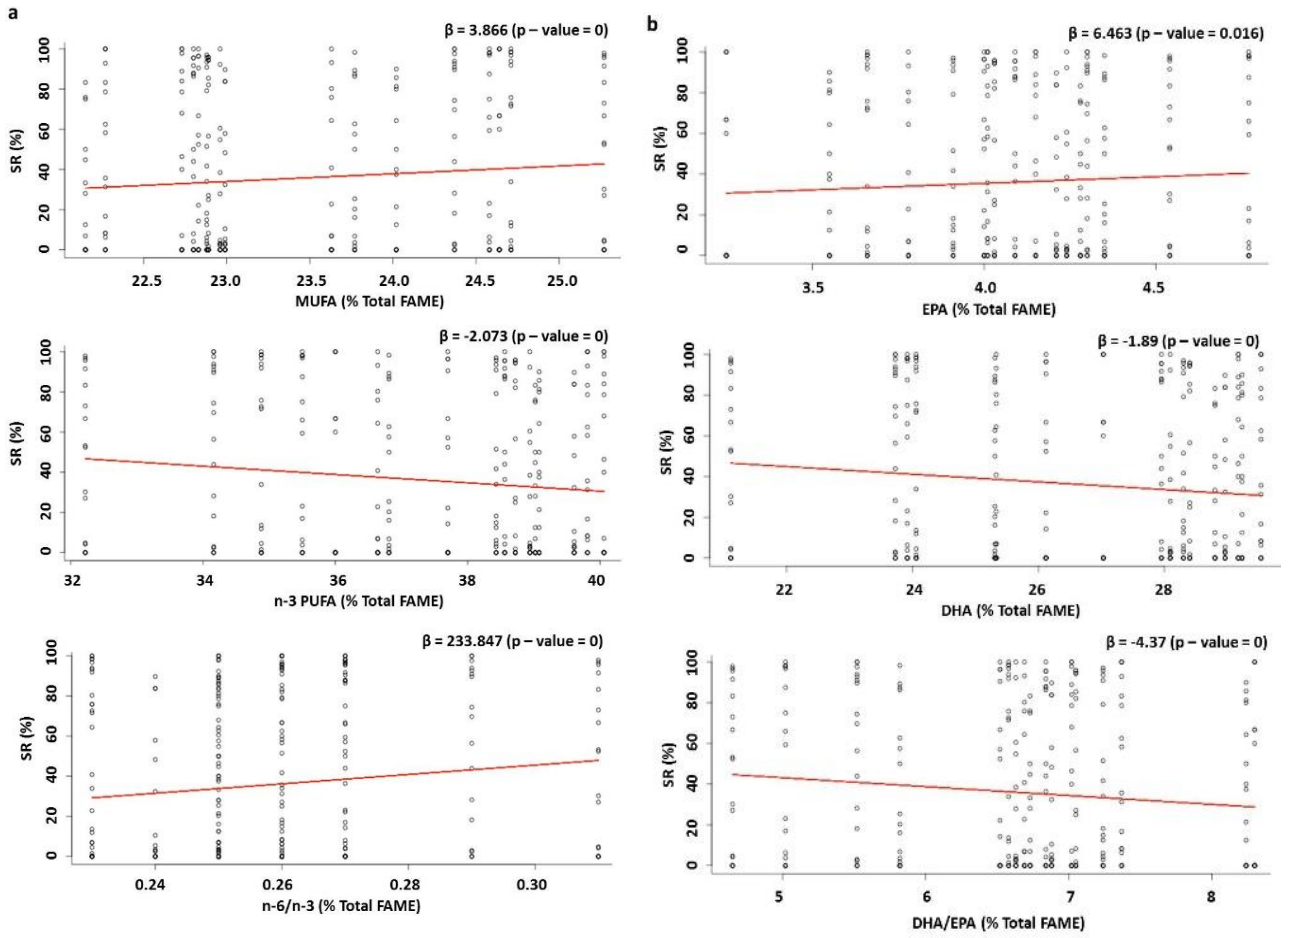 a
β = 3.866 (p – value = 0)
100
80
60
40
20
0
SR (%)
22.5 23.0 23.5 24.0 24.5 25.0
MUFA (% Total FAME)
β = -2.073 (p – value = 0)
100
80
60
40
20
0
SR (%)
32 34 36 38 40
n-3 PUFA (% Total FAME)
β = 233.847 (p – value = 0)
100
80
60
40
20
0
SR (%)
0.24 0.26 0.28 0.30
n-6/n-3 (% Total FAME)
b
β = 6.463 (p – value = 0.016)
100
80
60
40
20
0
SR (%)
3.5 4.0 4.5
EPA (% Total FAME)
β = -1.89 (p – value = 0)
100
80
60
40
20
0
SR (%)
22 24 26 28
DHA (% Total FAME)
β = -4.37 (p – value = 0)
100
80
60
40
20
0
SR (%)
5 6 7 8
DHA/EPA (% Total FAME)